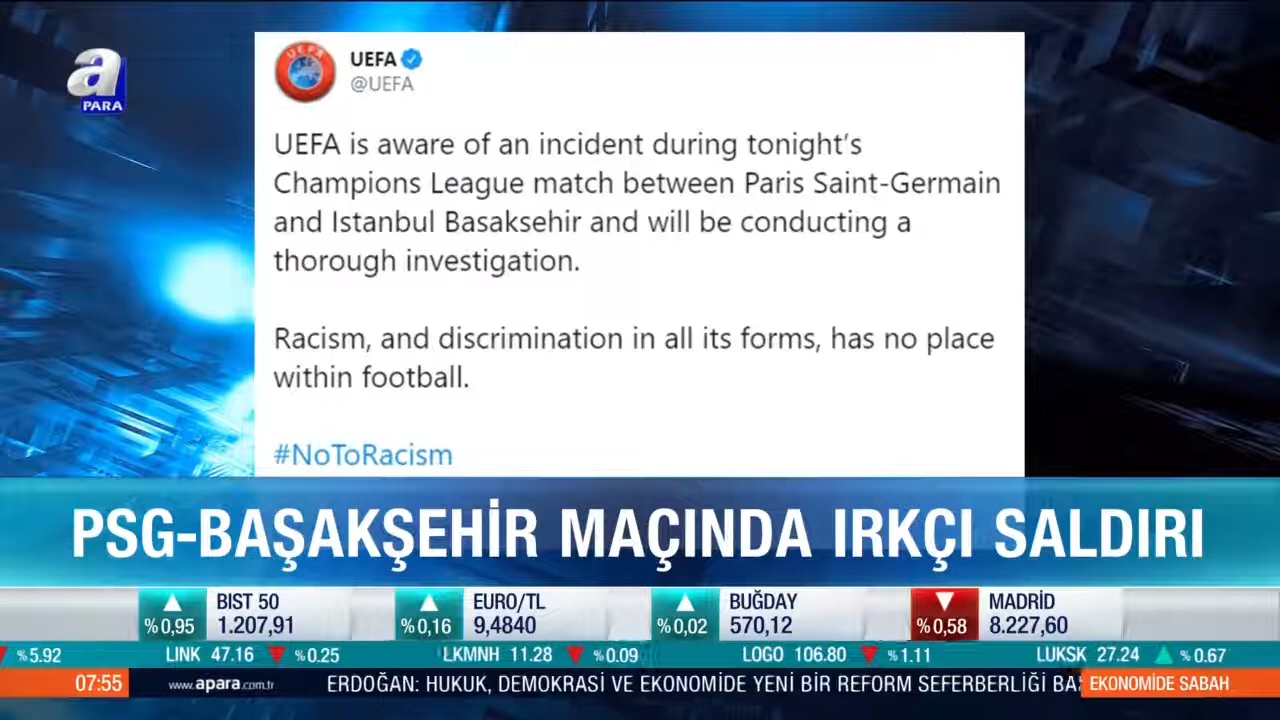 a
PARA
UEFA
UEFA
@UEFA
UEFA is aware of an incident during tonight's
Champions League match between Paris Saint-Germain
and Istanbul Basaksehir and will be conducting a
thorough investigation.
Racism, and discrimination in all its forms, has no place
within football.
#NoToRacism
PSG-BAŞAKŞEHİR MAÇINDA IRKÇI SALDIRI
%0,95 BIST 50 1.207,91 %0,16 EURO/TL 9,4840 %0,02 BUĞDAY 570,12 %0,58 MADRİD 8.227,60
%5.92 LINK 47.16 %0.25 LKMNH 11.28 %0.09 LOGO 106.80 %1.11 LUKSK 27.24 %0.67
07:55 www.apara.com.tr ERDOĞAN: HUKUK, DEMOKRASİ VE EKONOMİDE YENİ BİR REFORM SEFERBERLİĞİ EKONOMİDE SABAH